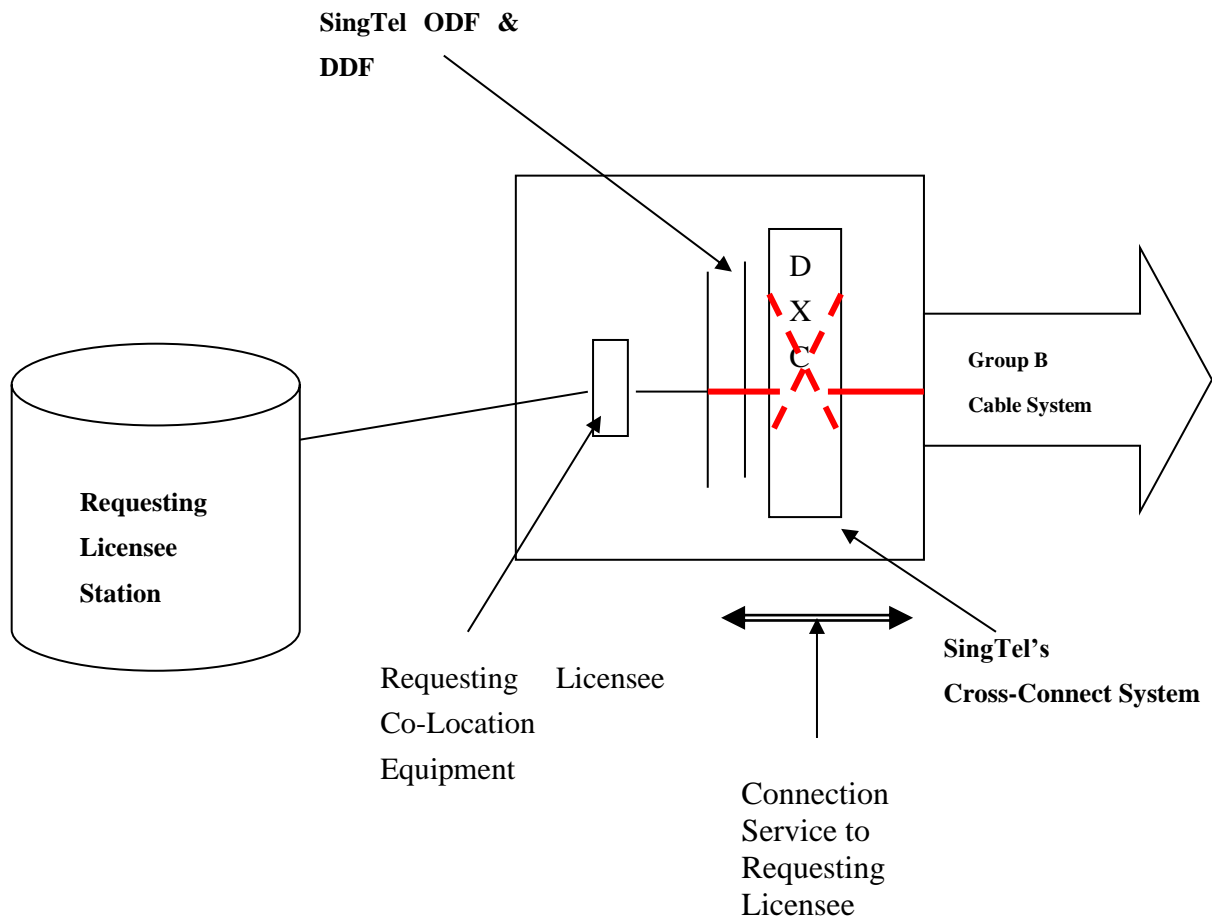 SingTel ODF &
DDF
D
X
C
Group B
Cable System
Requesting
Licensee
Station
SingTel’s
Cross-Connect System
Requesting Licensee
Co-Location
Equipment
Connection
Service to
Requesting
Licensee